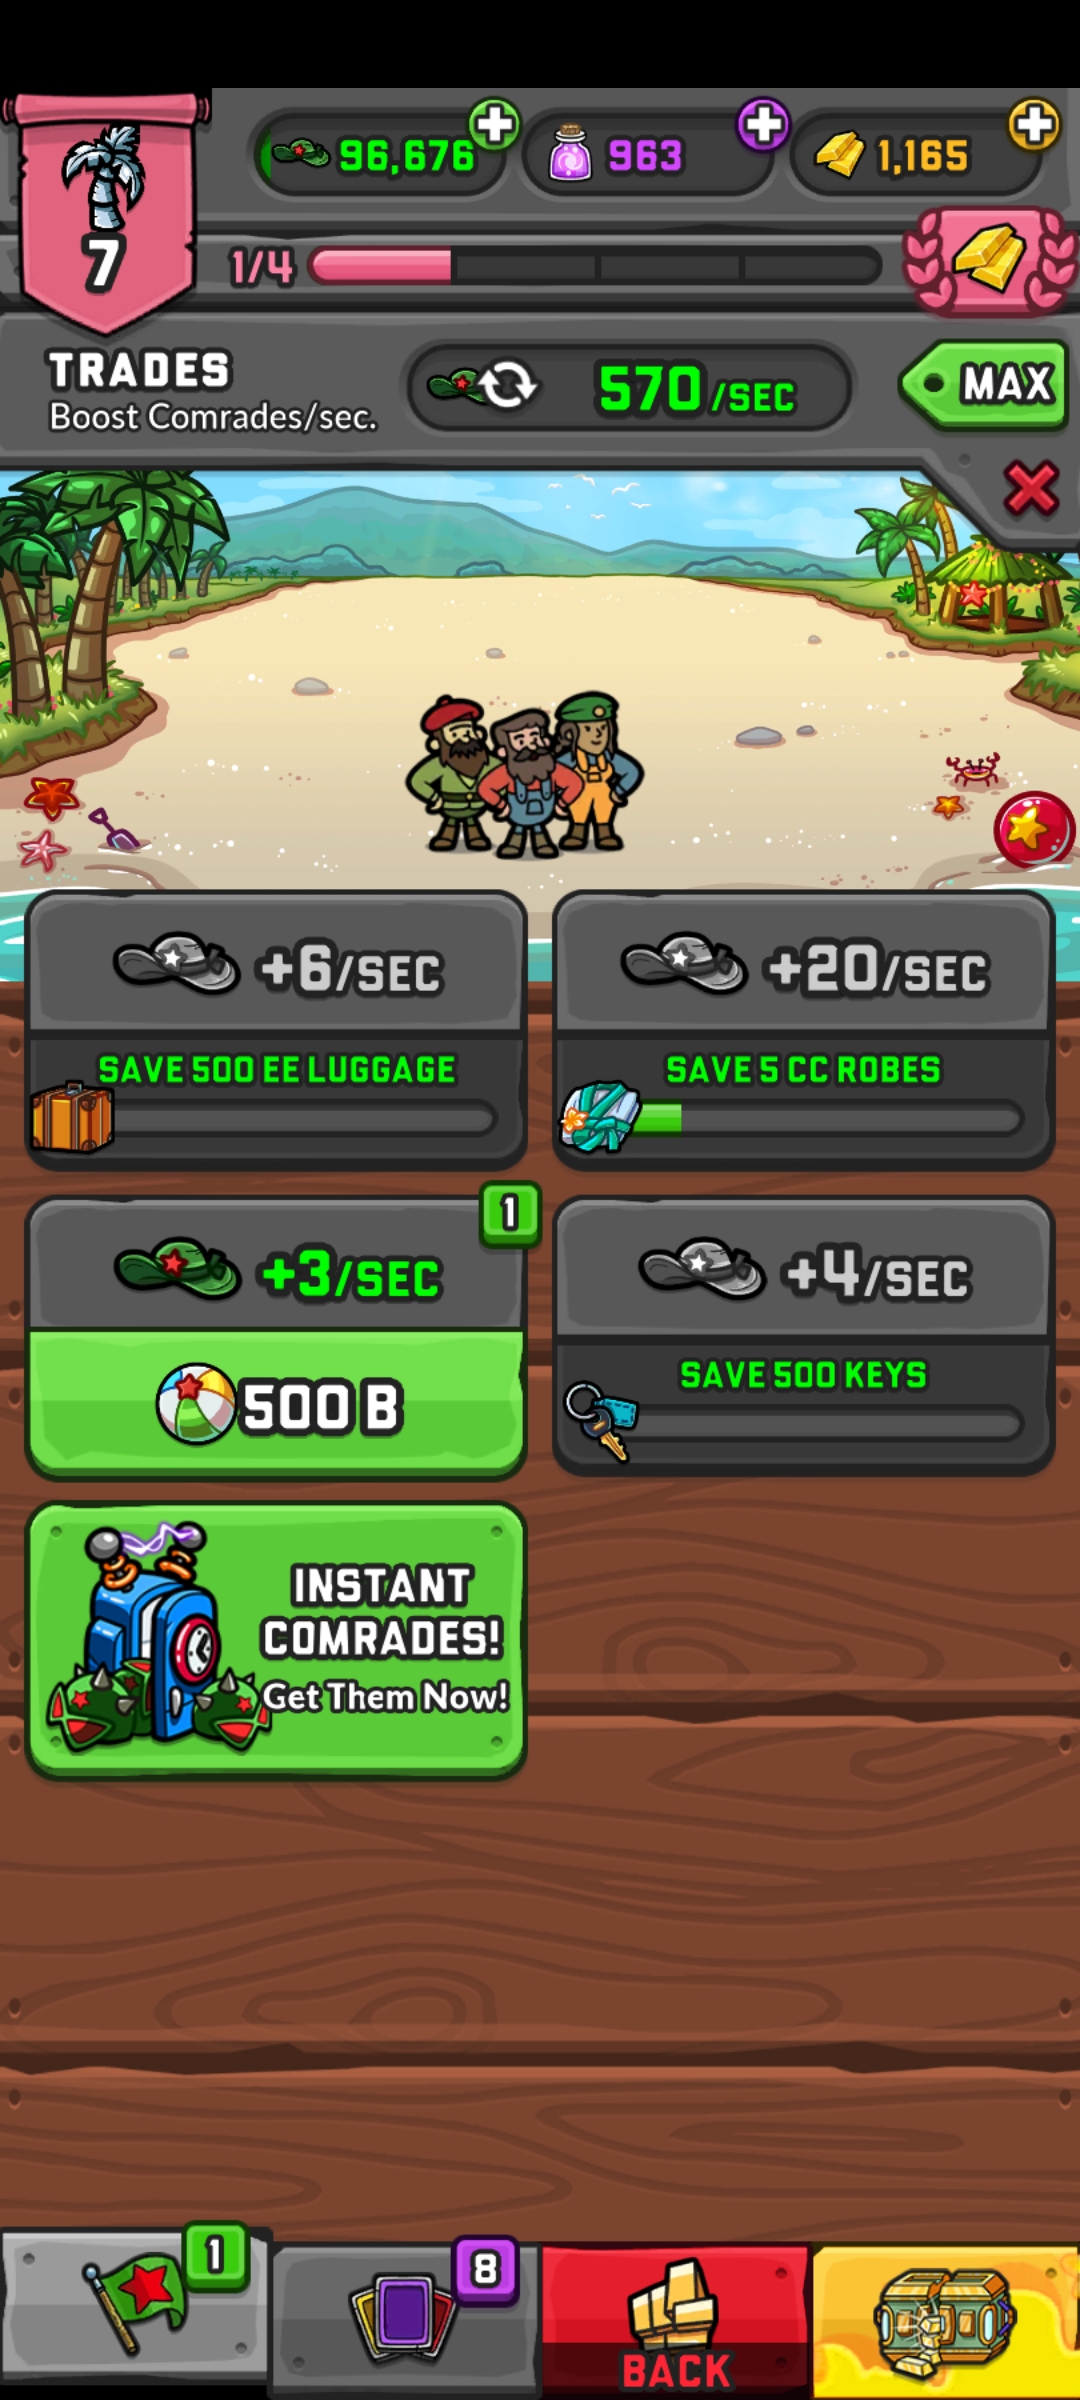 96,676
963
1,165
7
1/4
TRADES
Boost Comrades/sec.
570/SEC
MAX
+6/SEC
SAVE 500 EE LUGGAGE
+20/SEC
SAVE 5 CC ROBES
1
+3/SEC
500 B
+4/SEC
SAVE 500 KEYS
INSTANT
COMRADES!
Get Them Now!
1
8
BACK